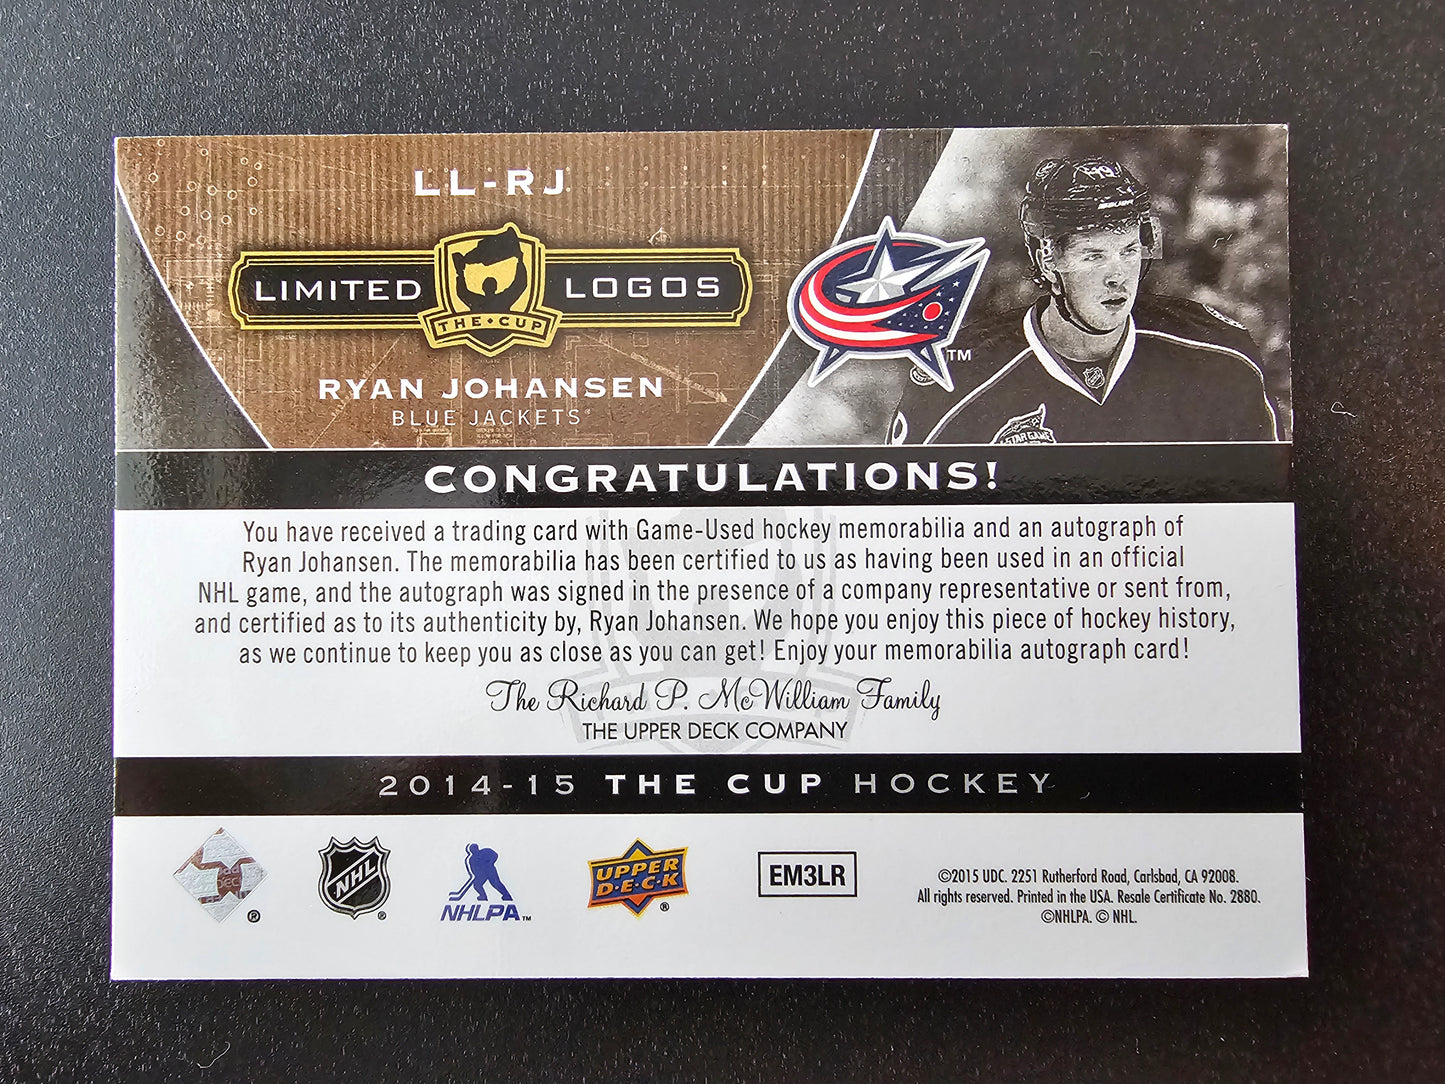 LL-RJ
LIMITED LOGOS
THE CUP
RYAN JOHANSEN
BLUE JACKETS®
TM
19
CONGRATULATIONS!
You have received a trading card with Game-Used hockey memorabilia and an autograph of
Ryan Johansen. The memorabilia has been certified to us as having been used in an official
NHL game, and the autograph was signed in the presence of a company representative or sent from,
and certified as to its authenticity by, Ryan Johansen. We hope you enjoy this piece of hockey history,
as we continue to keep you as close as you can get! Enjoy your memorabilia autograph card!
The Richard P. McWilliam Family
THE UPPER DECK COMPANY
2014-15 THE CUP HOCKEY
®
NHL ®
NHLPA™
UPPER
D·E·C·K ®
EM3LR
©2015 UDC. 2251 Rutherford Road, Carlsbad, CA 92008.
All rights reserved. Printed in the USA. Resale Certificate No. 2880.
©NHLPA. © NHL.